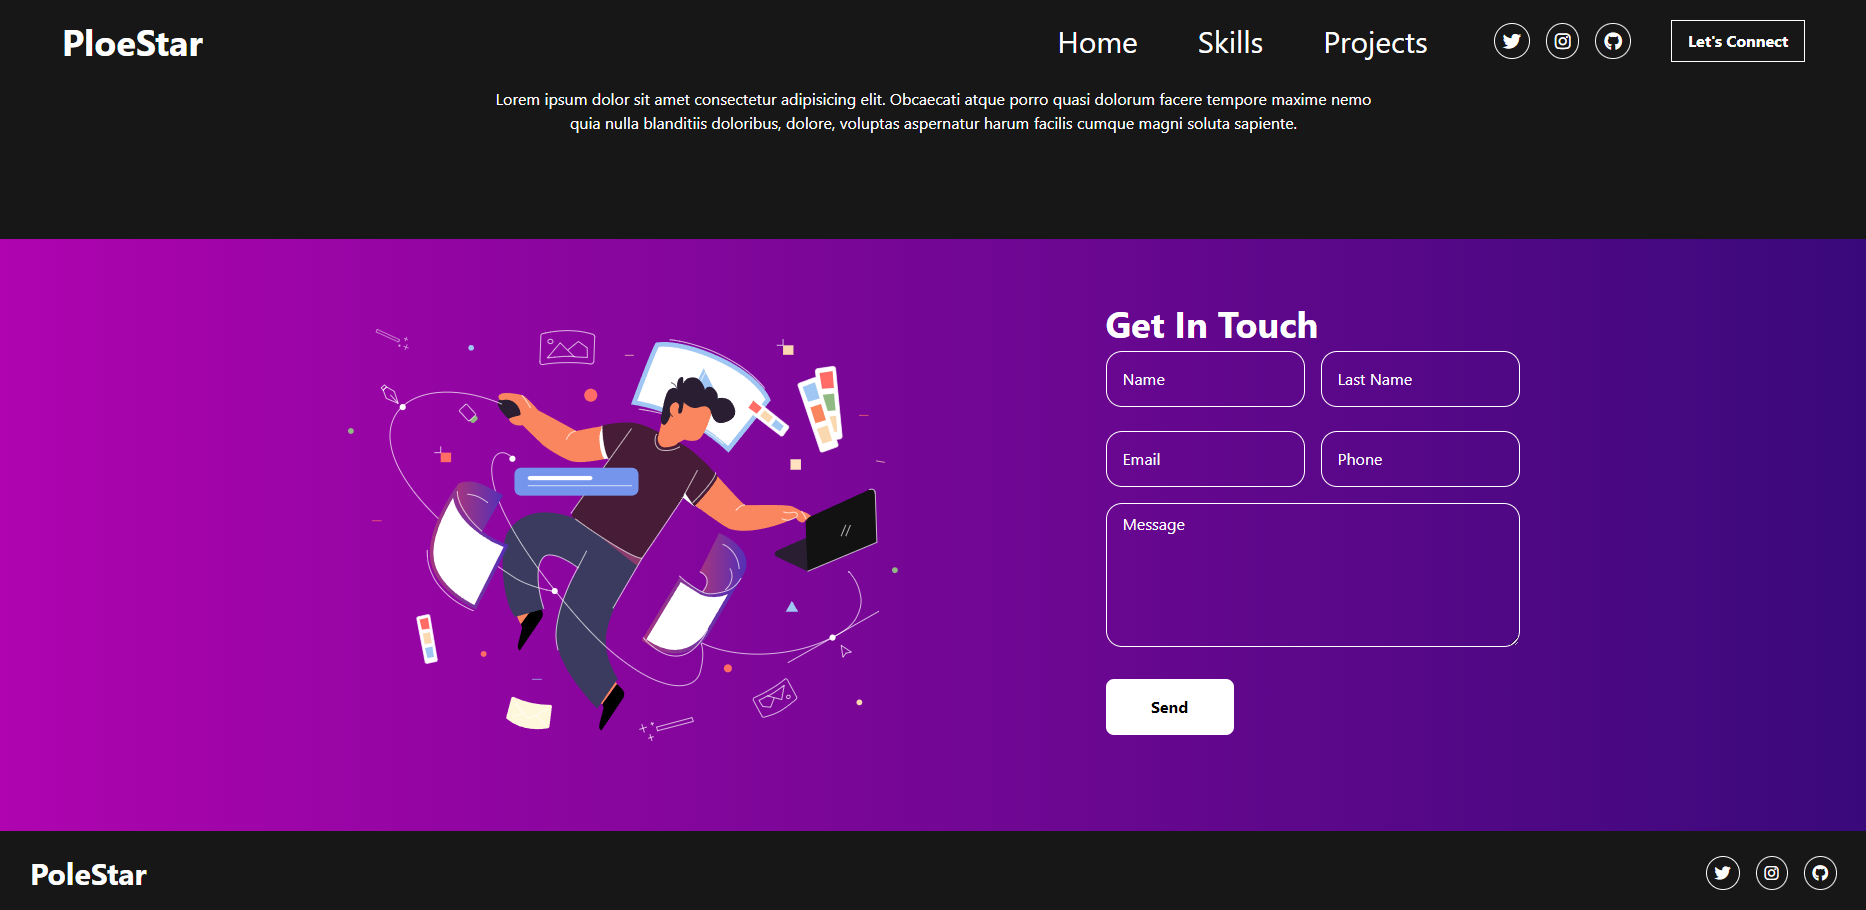 PloeStar
Home Skills Projects Let's Connect
Lorem ipsum dolor sit amet consectetur adipisicing elit. Obcaecati atque porro quasi dolorum facere tempore maxime nemo
quia nulla blanditiis doloribus, dolore, voluptas aspernatur harum facilis cumque magni soluta sapiente.
Get In Touch
Name Last Name
Email Phone
Message
Send
PoleStar